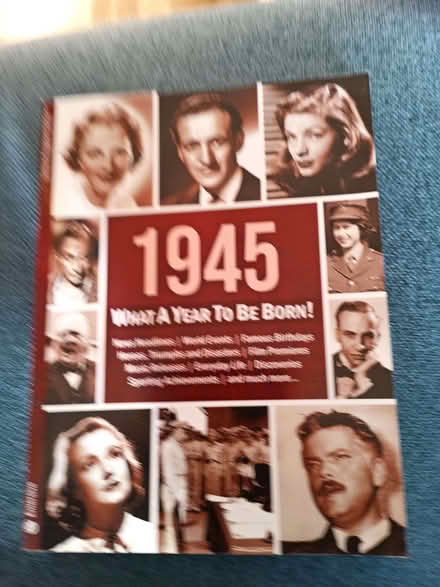 1945
WHAT A YEAR TO BE BORN!
News Headlines | World Events | Famous Birthdays
Heroes, Triumphs and Disasters | Film Premieres
Music Releases | Everyday Life | Discoveries
Sporting Achievements | and much more...